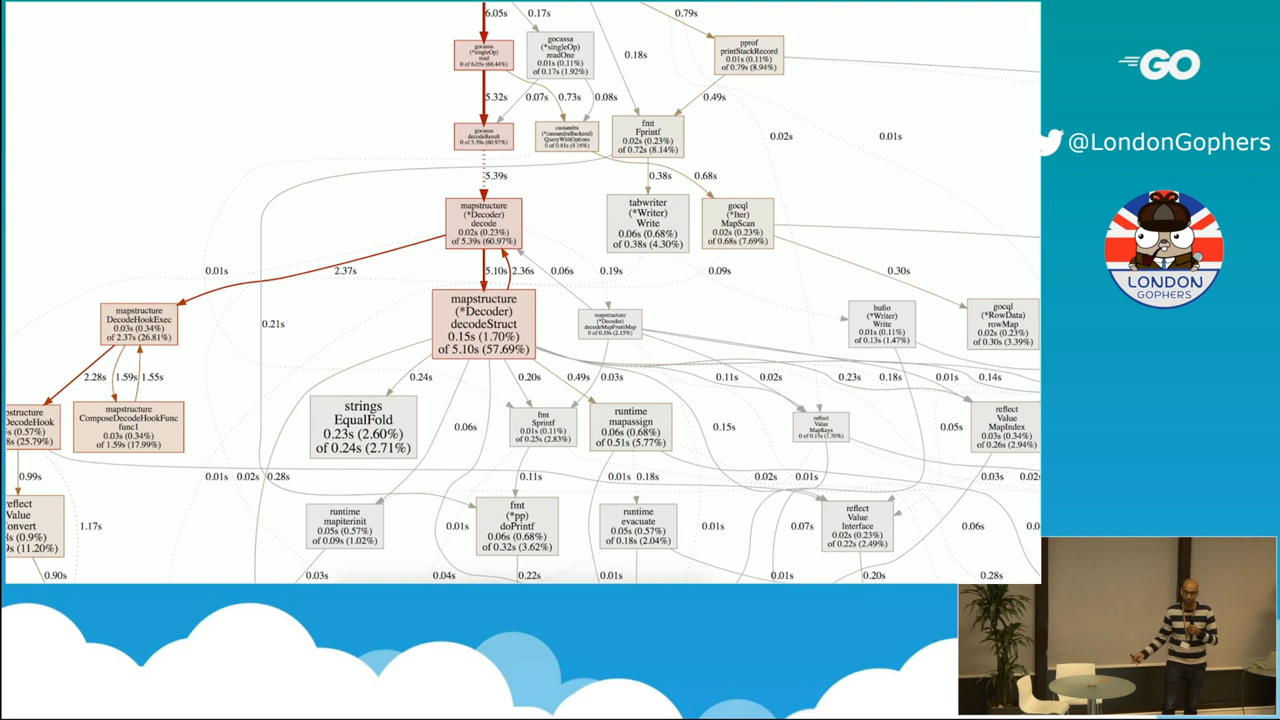 6.05s
0.17s
0.79s
gocassa
(*singleOp)
read
0 of 6.05s (68.44%)
gocassa
(*singleOp)
readOne
0.01s (0.11%)
of 0.17s (1.92%)
0.18s
pprof
printStackRecord
0.01s (0.11%)
of 0.79s (8.94%)
5.32s
0.07s
0.73s
0.08s
0.49s
gocassa
decodeResult
0 of 5.39s (60.97%)
cassandra
(*cassandraBackend)
QueryWithOptions
0 of 0.81s (9.16%)
fmt
Fprintf
0.02s (0.23%)
of 0.72s (8.14%)
0.02s
0.01s
5.39s
0.38s
0.68s
mapstructure
(*Decoder)
decode
0.02s (0.23%)
of 5.39s (60.97%)
tabwriter
(*Writer)
Write
0.06s (0.68%)
of 0.38s (4.30%)
gocql
(*Iter)
MapScan
0.02s (0.23%)
of 0.68s (7.69%)
0.01s
2.37s
5.10s
2.36s
0.06s
0.19s
0.09s
0.30s
mapstructure
DecodeHookExec
0.03s (0.34%)
of 2.37s (26.81%)
0.21s
mapstructure
(*Decoder)
decodeStruct
0.15s (1.70%)
of 5.10s (57.69%)
mapstructure
(*Decoder)
decodeMapFromMap
0 of 0.19s (2.15%)
bufio
(*Writer)
Write
0.01s (0.11%)
of 0.13s (1.47%)
gocql
(*RowData)
rowMap
0.02s (0.23%)
of 0.30s (3.39%)
2.28s
1.59s
1.55s
0.24s
0.20s
0.49s
0.03s
0.11s
0.02s
0.23s
0.18s
0.01s
0.14s
pstructure
DecodeHook
s (0.57%)
8s (25.79%)
mapstructure
ComposeDecodeHookFunc
func1
0.03s (0.34%)
of 1.59s (17.99%)
strings
EqualFold
0.23s (2.60%)
of 0.24s (2.71%)
0.06s
fmt
Sprintf
0.01s (0.11%)
of 0.25s (2.83%)
runtime
mapassign
0.06s (0.68%)
of 0.51s (5.77%)
0.15s
reflect
Value
MapKeys
0 of 0.15s (1.70%)
0.05s
reflect
Value
MapIndex
0.03s (0.34%)
of 0.26s (2.94%)
0.99s
0.01s
0.02s
0.28s
0.11s
0.01s
0.18s
0.02s
0.01s
0.03s
0.02s
reflect
Value
onvert
s (0.9%)
9s (11.20%)
1.17s
runtime
mapiterinit
0.05s (0.57%)
of 0.09s (1.02%)
0.01s
fmt
(*pp)
doPrintf
0.06s (0.68%)
of 0.32s (3.62%)
runtime
evacuate
0.05s (0.57%)
of 0.18s (2.04%)
0.01s
0.07s
reflect
Value
Interface
0.02s (0.23%)
of 0.22s (2.49%)
0.06s
0.0
0.90s
0.03s
0.04s
0.22s
0.01s
0.01s
0.20s
0.28s
GO
@LondonGophers
LONDON
GOPHERS